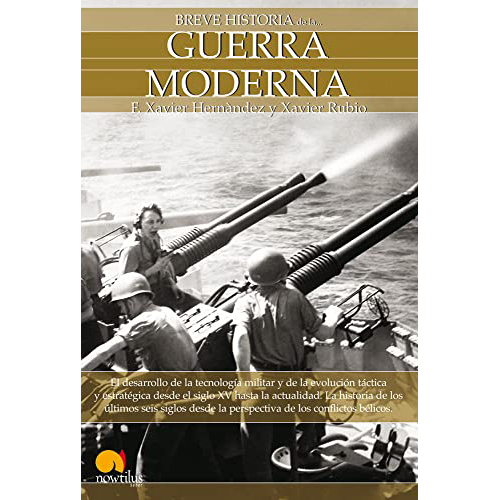 BREVE HISTORIA de la...
GUERRA
MODERNA
F. Xavier Hernàndez y Xavier Rubio
El desarrollo de la tecnología militar y de la evolución táctica
y estratégica desde el siglo XV hasta la actualidad. La historia de los
últimos seis siglos desde la perspectiva de los conflictos bélicos.
nowtilus